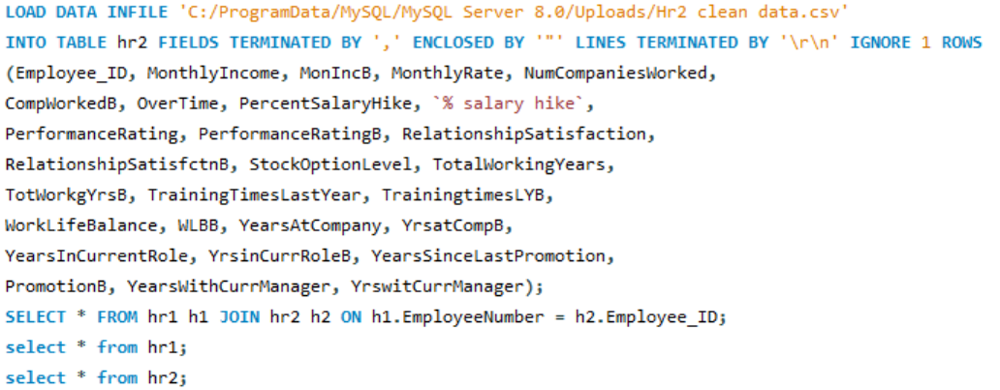 LOAD DATA INFILE 'C:/ProgramData/MySQL/MySQL Server 8.0/Uploads/Hr2 clean data.csv'
INTO TABLE hr2 FIELDS TERMINATED BY ',' ENCLOSED BY '"' LINES TERMINATED BY '\r\n' IGNORE 1 ROWS
(Employee_ID, MonthlyIncome, MonIncB, MonthlyRate, NumCompaniesWorked,
CompWorkedB, OverTime, PercentSalaryHike, `% salary hike`,
PerformanceRating, PerformanceRatingB, RelationshipSatisfaction,
RelationshipSatisfctnB, StockOptionLevel, TotalWorkingYears,
TotWorkgYrsB, TrainingTimesLastYear, TrainingtimesLYB,
WorkLifeBalance, WLBB, YearsAtCompany, YrsatCompB,
YearsInCurrentRole, YrsinCurrRoleB, YearsSinceLastPromotion,
PromotionB, YearsWithCurrManager, YrswitCurrManager);
SELECT * FROM hr1 h1 JOIN hr2 h2 ON h1.EmployeeNumber = h2.Employee_ID;
select * from hr1;
select * from hr2;